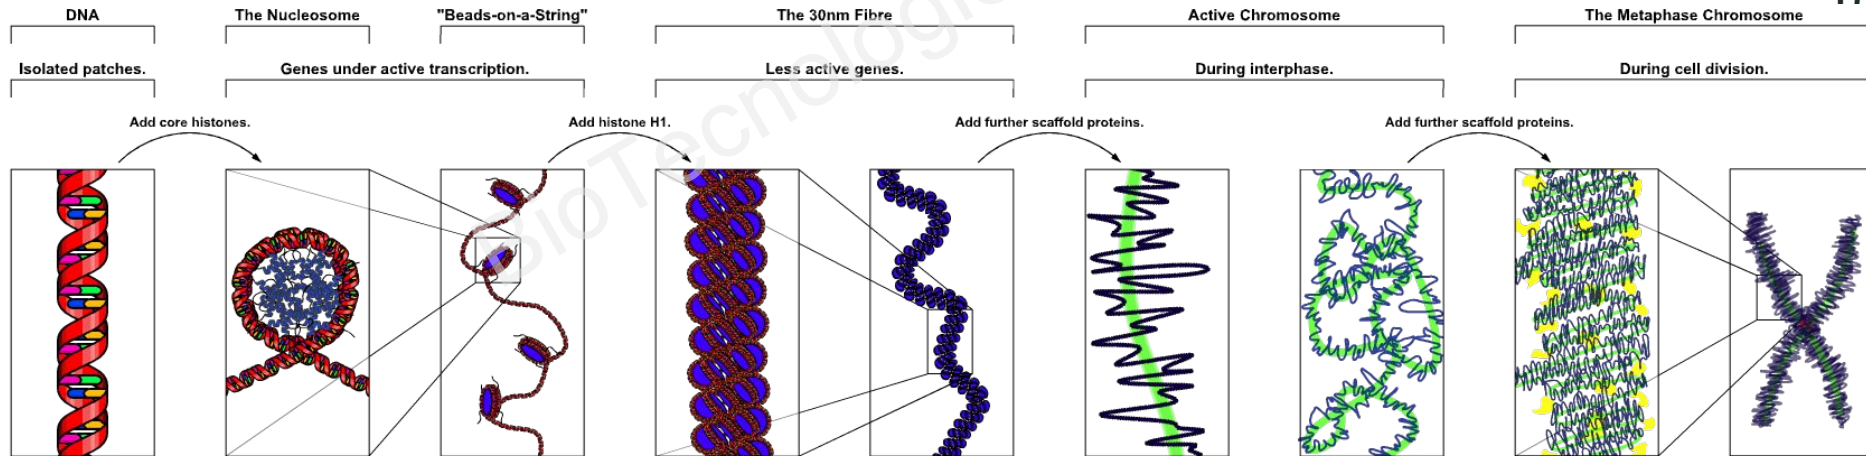 DNA
The Nucleosome
"Beads-on-a-String"
The 30nm Fibre
Active Chromosome
The Metaphase Chromosome
Isolated patches.
Genes under active transcription.
Less active genes.
During interphase.
During cell division.
Add core histones.
Add histone H1.
Add further scaffold proteins.
Add further scaffold proteins.